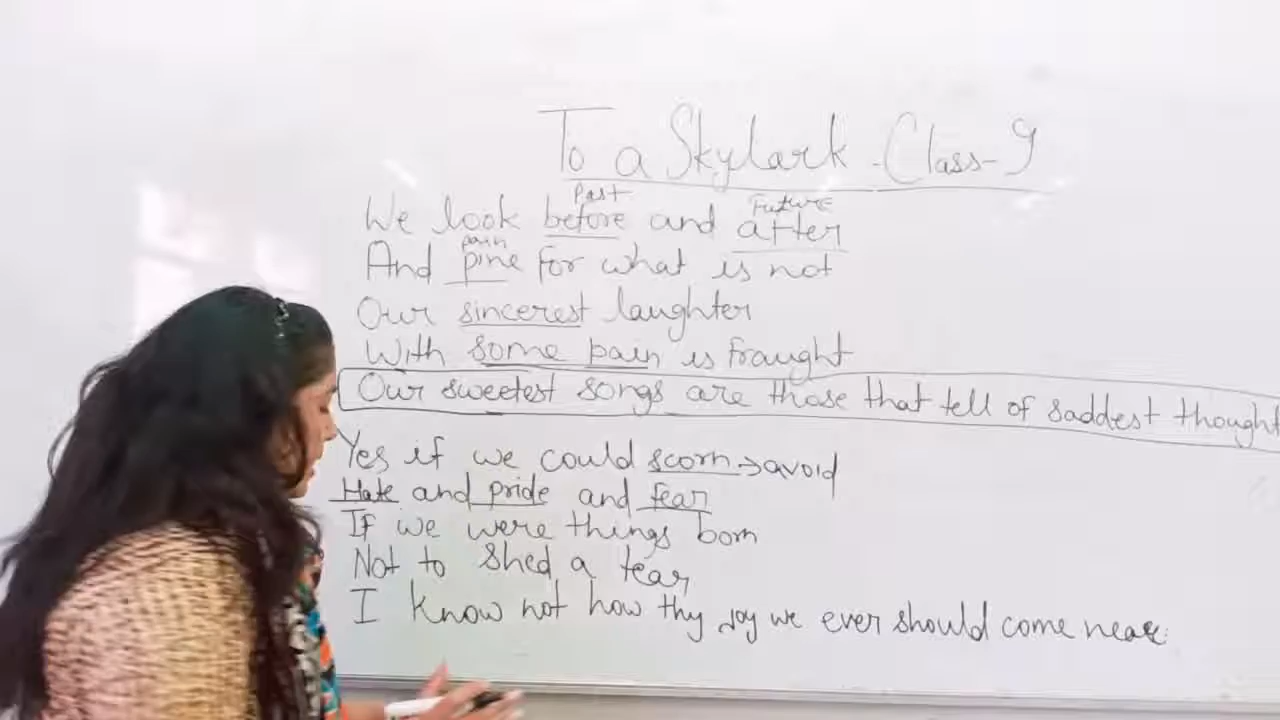 To a Skylark - Class-9
Past Future
We look before and after
pain
And pine for what is not
Our sincerest laughter
With some pain is fraught
Our sweetest songs are those that tell of saddest thought
Yes if we could scorn → avoid
Hate and pride and fear
If we were things born
Not to shed a tear
I know not how thy joy we ever should come near.